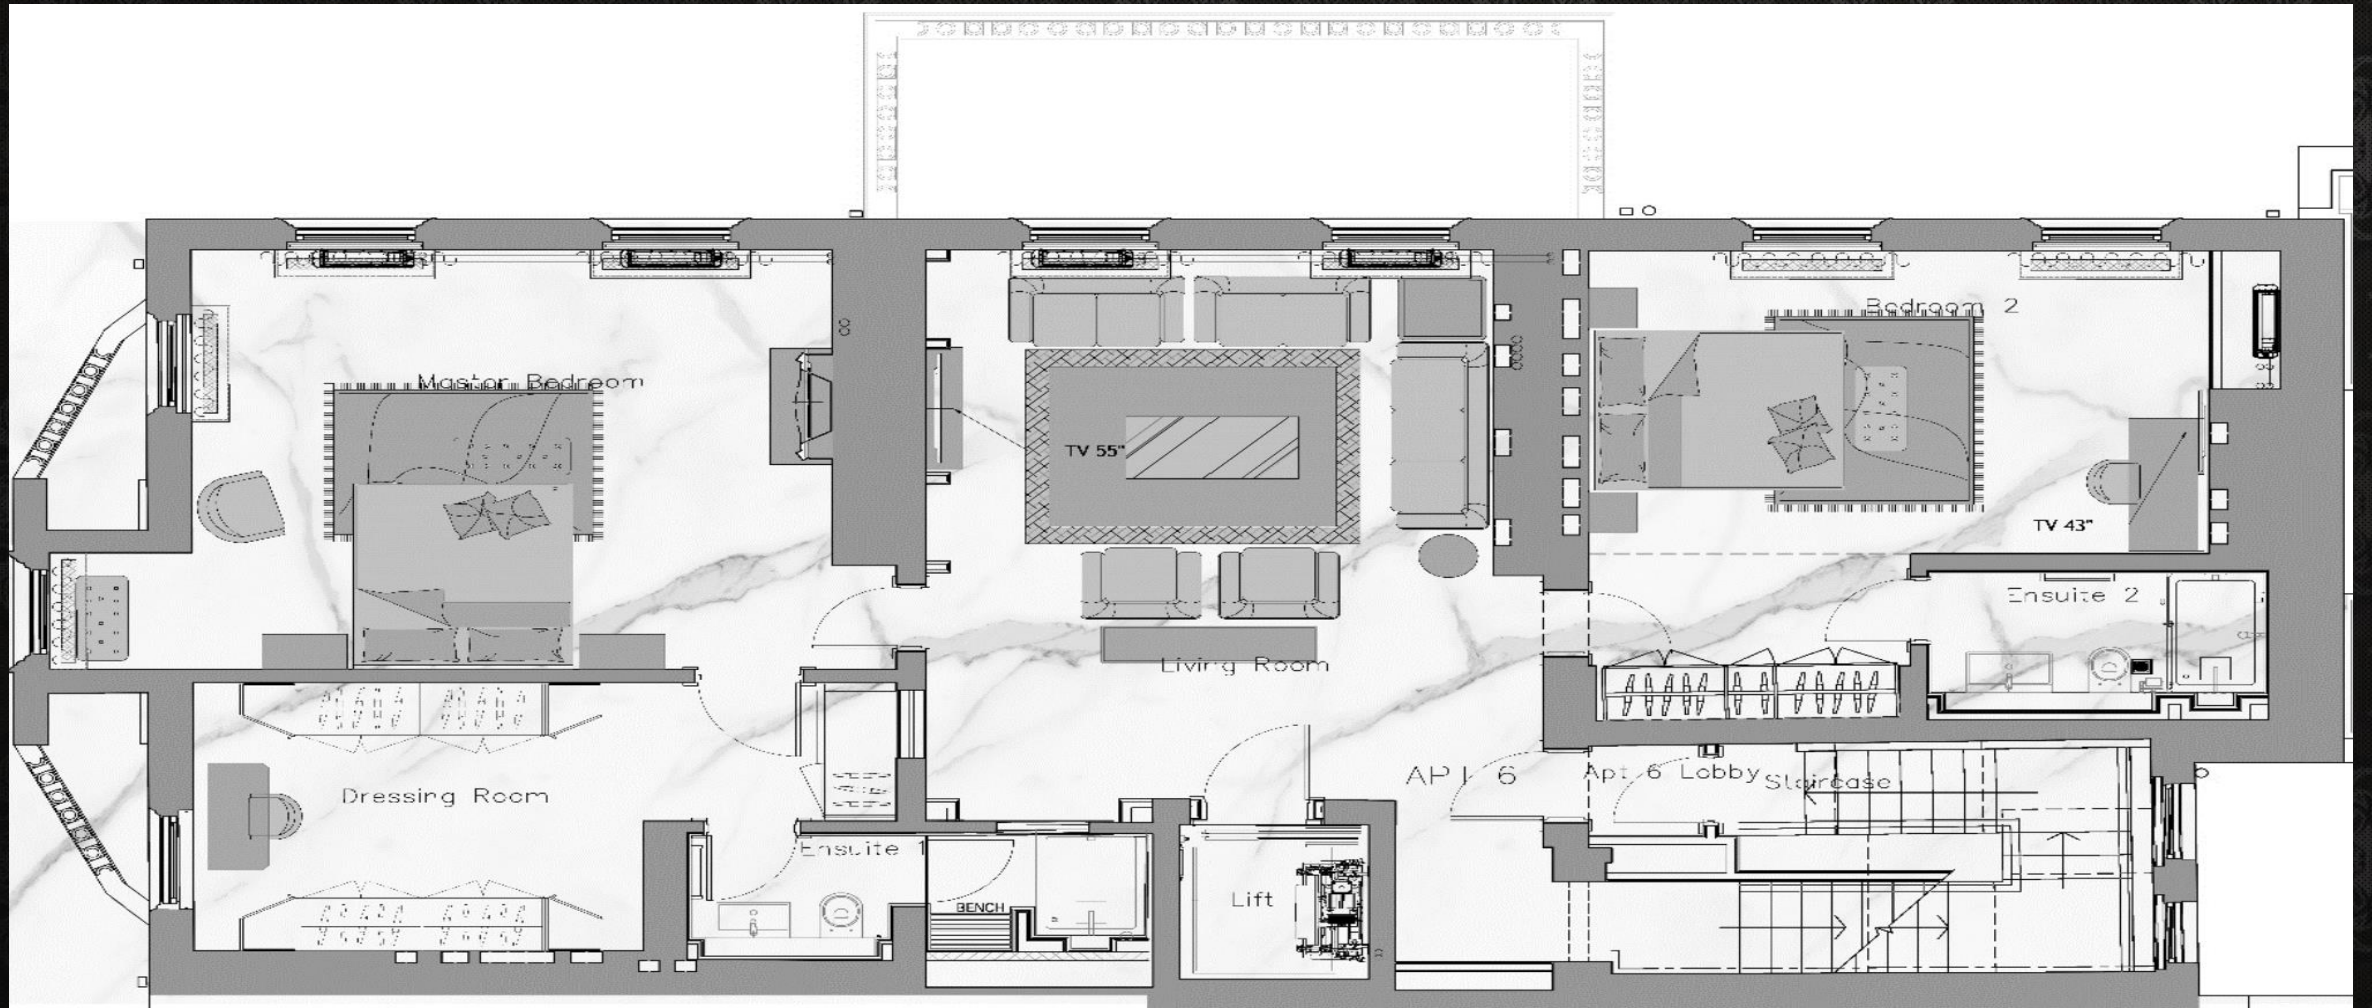 Bedroom 2
Master Bedroom
TV 55"
TV 43"
Ensuite 2
Living Room
APT 6
Apt 6 Lobby
Staircase
Dressing Room
Ensuite 1
Lift
BENCH